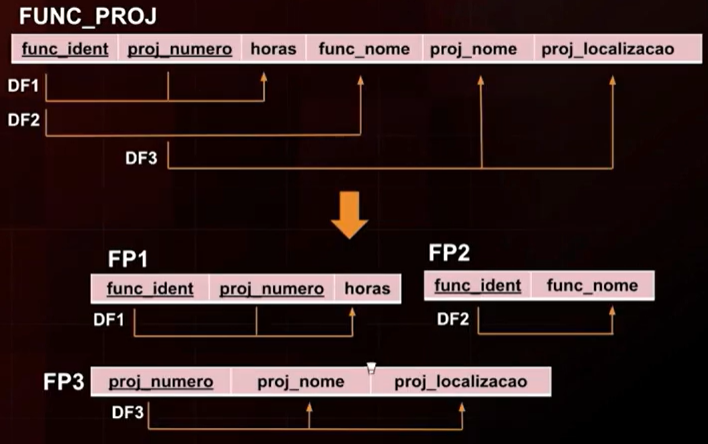 FUNC_PROJ
func_ident proj_numero horas func_nome proj_nome proj_localizacao
DF1
DF2
DF3
FP1
func_ident proj_numero horas
DF1
FP2
func_ident func_nome
DF2
FP3 proj_numero proj_nome proj_localizacao
DF3